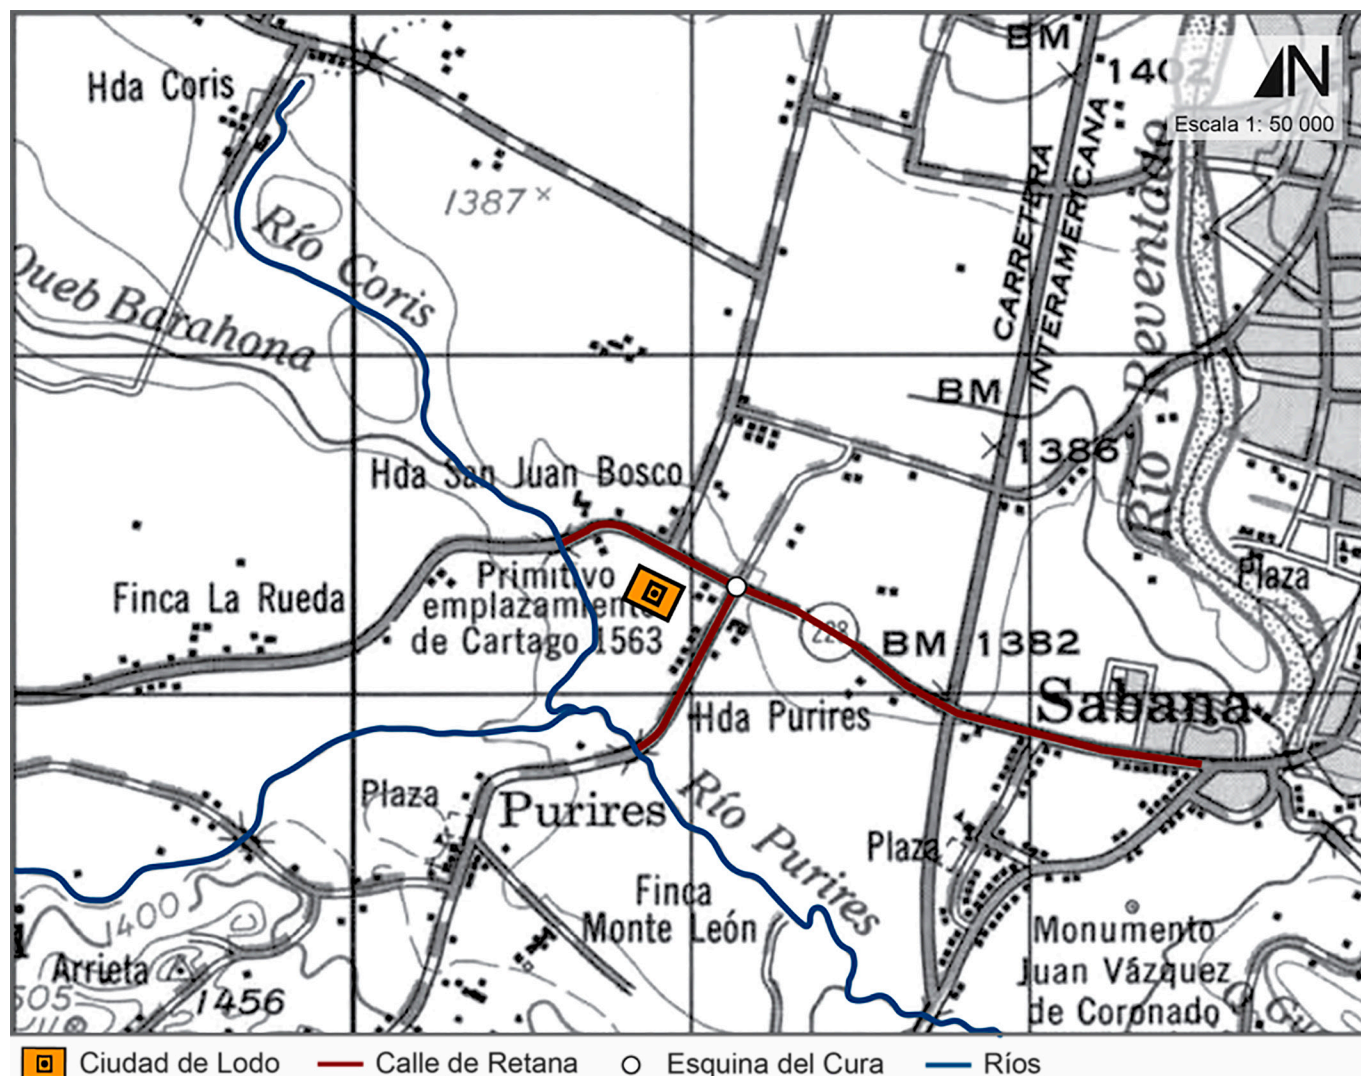 BM
1402
N
Escala 1: 50 000
Hda Coris
1387
Río Coris
Queb Barahona
CARRETERA
INTERAMERICANA
Río Reventado
BM
1386
Hda San Juan Bosco
Primitivo
emplazamiento
de Cartago 1563
Finca La Rueda
228
BM 1382
Plaza
Sabana
Hda Purires
Plaza
Purires
Río Purires
Plaza
Finca
Monte León
1400
Arrieta
505
1456
Monumento
Juan Vázquez
de Coronado
Ciudad de Lodo
Calle de Retana
Esquina del Cura
Ríos